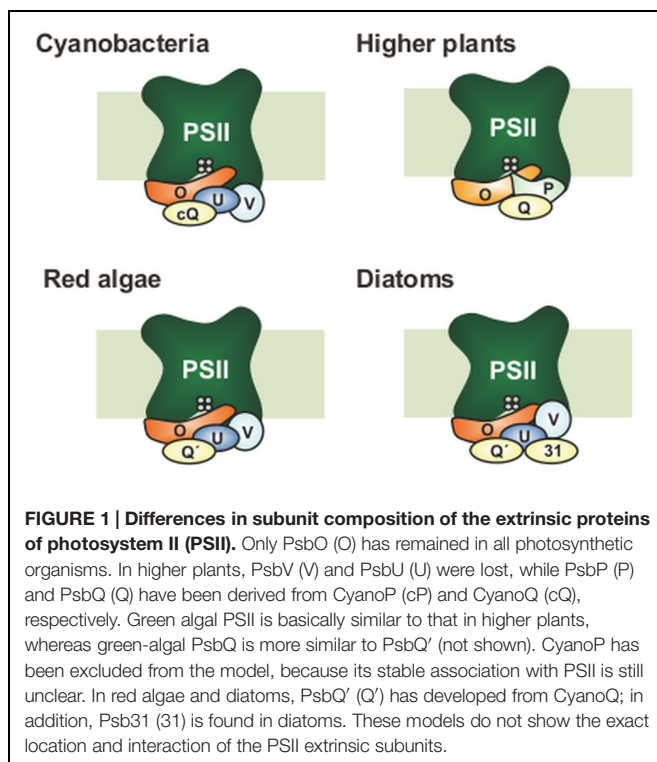 Cyanobacteria
PSII
O
U
V
cQ
Higher plants
PSII
O
P
Q
Red algae
PSII
O
U
V
Q´
Diatoms
PSII
O
V
U
Q´
31
FIGURE 1 | Differences in subunit composition of the extrinsic proteins
of photosystem II (PSII). Only PsbO (O) has remained in all photosynthetic
organisms. In higher plants, PsbV (V) and PsbU (U) were lost, while PsbP (P)
and PsbQ (Q) have been derived from CyanoP (cP) and CyanoQ (cQ),
respectively. Green algal PSII is basically similar to that in higher plants,
whereas green-algal PsbQ is more similar to PsbQ′ (not shown). CyanoP has
been excluded from the model, because its stable association with PSII is still
unclear. In red algae and diatoms, PsbQ′ (Q′) has developed from CyanoQ; in
addition, Psb31 (31) is found in diatoms. These models do not show the exact
location and interaction of the PSII extrinsic subunits.